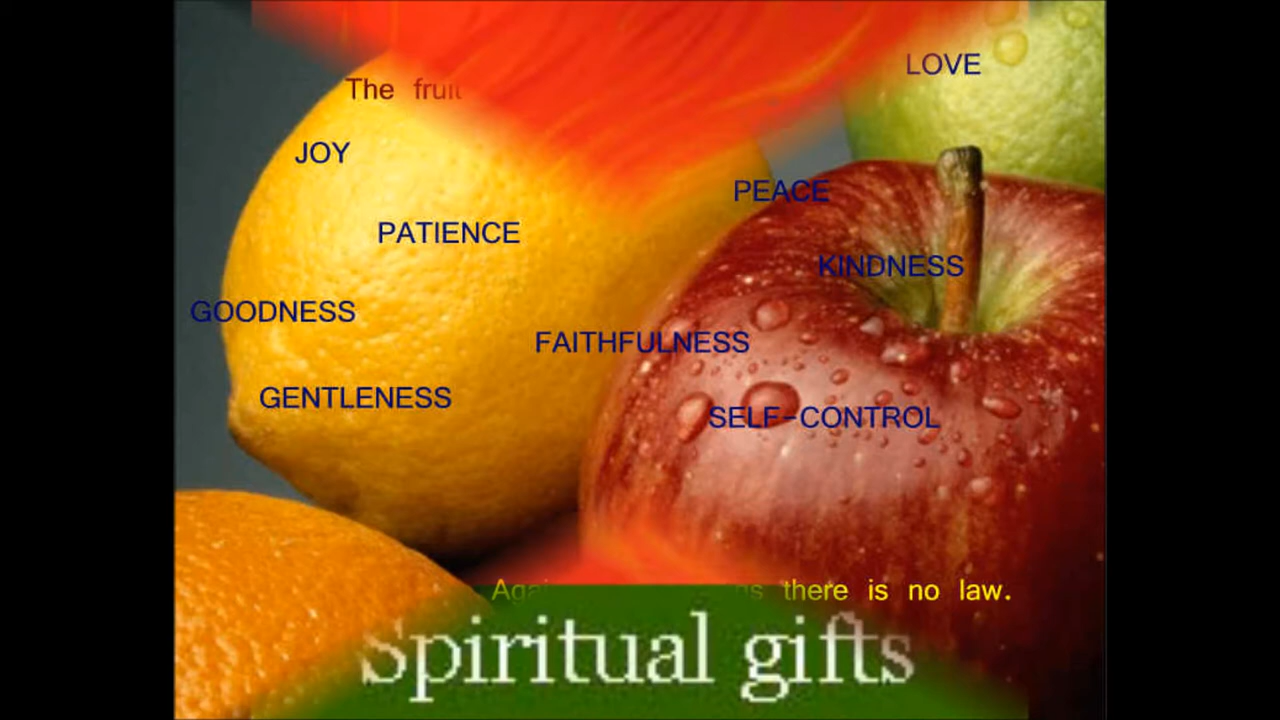 LOVE
The fruit
JOY
PEACE
PATIENCE
KINDNESS
GOODNESS
FAITHFULNESS
GENTLENESS
SELF-CONTROL
there is no law.
Spiritual gifts